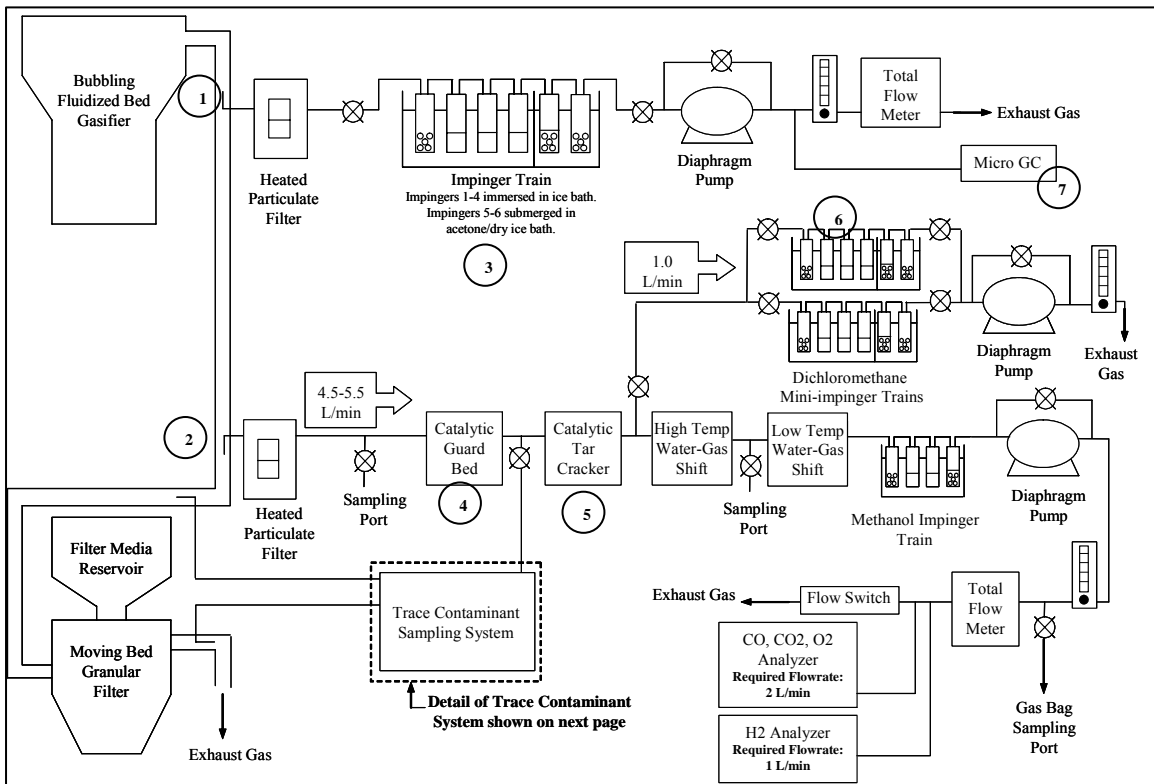 Bubbling
Fluidized Bed
Gasifier
1
Heated
Particulate
Filter
Impinger Train
Impingers 1-4 immersed in ice bath.
Impingers 5-6 submerged in
acetone/dry ice bath.
3
Diaphragm
Pump
Total
Flow
Meter
Exhaust Gas
Micro GC
7
6
1.0
L/min
Dichloromethane
Mini-impinger Trains
Diaphragm
Pump
Exhaust
Gas
2
Heated
Particulate
Filter
4.5-5.5
L/min
Sampling
Port
Catalytic
Guard
Bed
4
Catalytic
Tar
Cracker
5
High Temp
Water-Gas
Shift
Sampling
Port
Low Temp
Water-Gas
Shift
Methanol Impinger
Train
Diaphragm
Pump
Filter Media
Reservoir
Moving Bed
Granular
Filter
Exhaust Gas
Trace Contaminant
Sampling System
Detail of Trace Contaminant
System shown on next page
Exhaust Gas
Flow Switch
Total
Flow
Meter
CO, CO2, O2
Analyzer
Required Flowrate:
2 L/min
H2 Analyzer
Required Flowrate:
1 L/min
Gas Bag
Sampling
Port